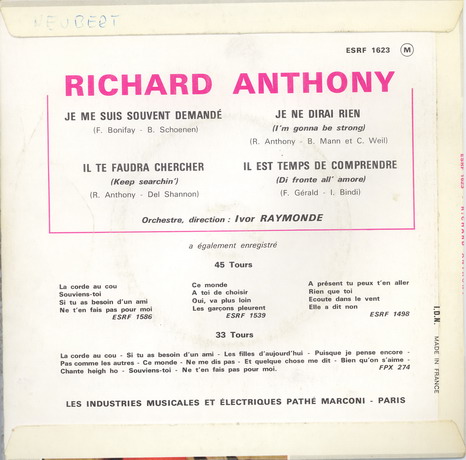 NEUBERT
ESRF 1623 M
RICHARD ANTHONY
JE ME SUIS SOUVENT DEMANDÉ
(F. Bonifay - B. Schoenen)
JE NE DIRAI RIEN
(I'm gonna be strong)
(R. Anthony - B. Mann et C. Weil)
IL TE FAUDRA CHERCHER
(Keep searchin')
(R. Anthony - Del Shannon)
IL EST TEMPS DE COMPRENDRE
(Di fronte all' amore)
(F. Gérald - I. Bindi)
Orchestre, direction : Ivor RAYMONDE
a également enregistré
45 Tours
La corde au cou
Souviens-toi
Si tu as besoin d'un ami
Ne t'en fais pas pour moi
ESRF 1586
Ce monde
A toi de choisir
Oui, va plus loin
Les garçons pleurent
ESRF 1539
A présent tu peux t'en aller
Rien que toi
Ecoute dans le vent
Elle a dit non
ESRF 1498
33 Tours
La corde au cou - Si tu as besoin d'un ami - Les filles d'aujourd'hui - Puisque je pense encore -
Pas comme les autres - Ce monde - Ne me dis pas - Et quelque chose me dit - Bien qu'on s'aime -
Chante heigh ho - Souviens-toi - Ne t'en fais pas pour moi.
FPX 274
LES INDUSTRIES MUSICALES ET ÉLECTRIQUES PATHÉ MARCONI - PARIS
I.D.N. MADE IN FRANCE
ESRF 1623 RICHARD ANTHONY